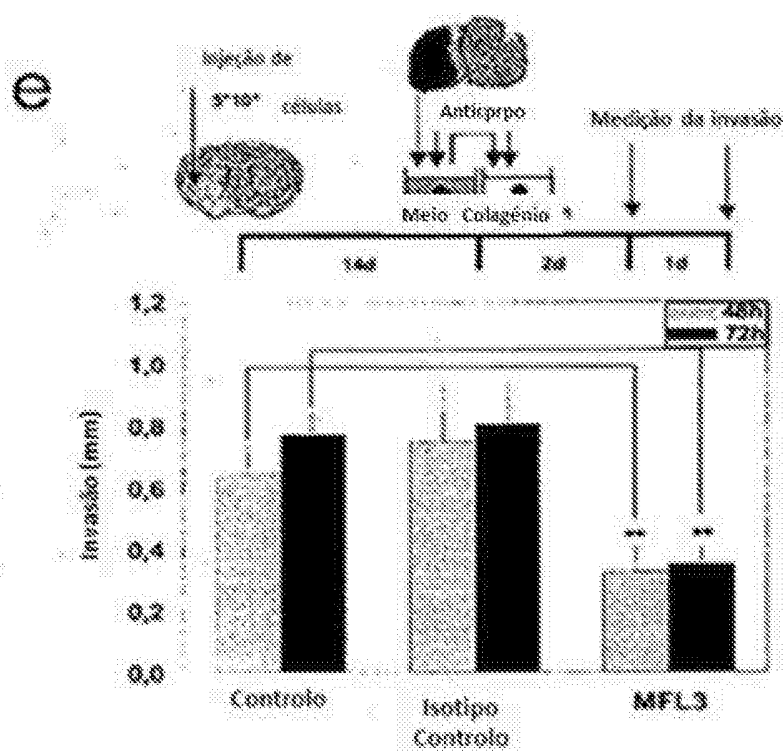 e
Injeção de
células
Anticprpo
Medição da invasão
Meio Colagénio
14d 2d 1d
48h
72h
Invasão (mm)
1,2
1,0
0,8
0,6
0,4
0,2
0,0
** **
Controlo
Isotipo
Controlo
MFL3